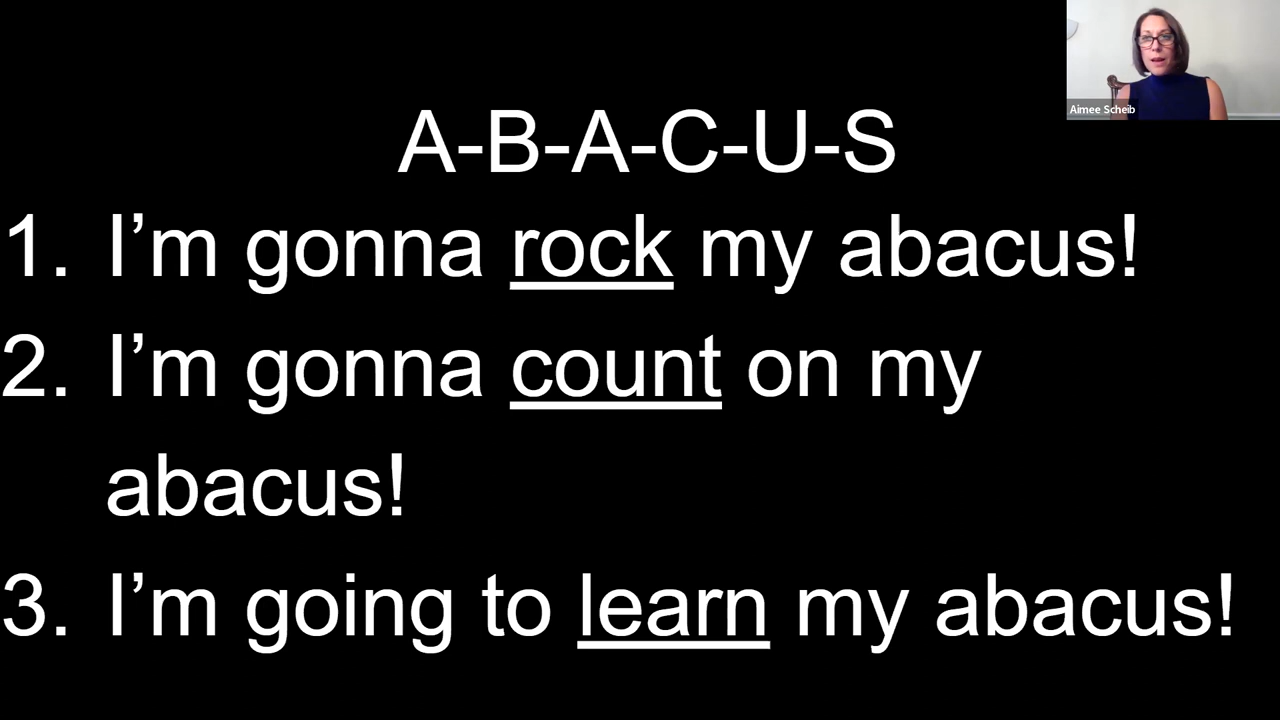 A-B-A-C-U-S
1. I’m gonna rock my abacus!
2. I’m gonna count on my
abacus!
3. I’m going to learn my abacus!
Aimee Scheib